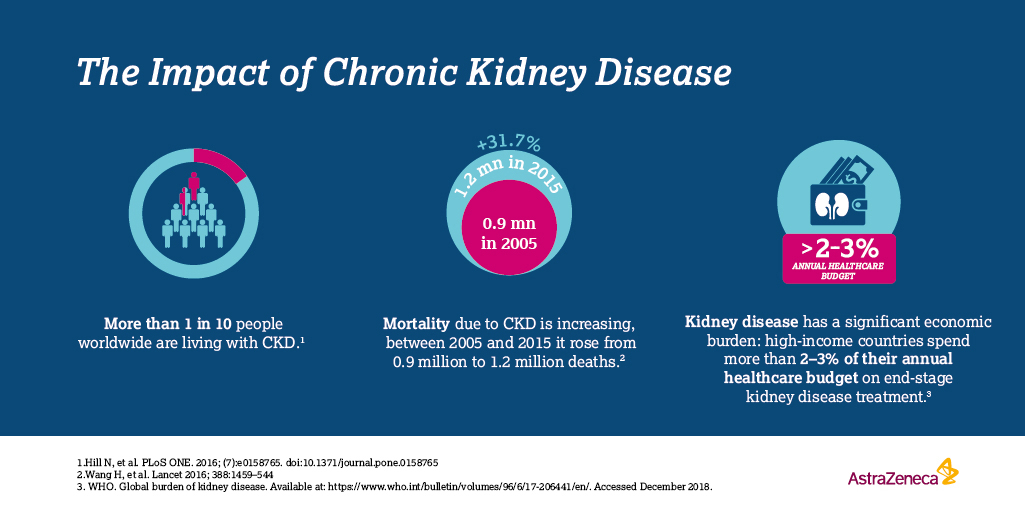 The Impact of Chronic Kidney Disease
+31.7%
1.2 mn in 2015
0.9 mn
in 2005
>2–3%
ANNUAL HEALTHCARE
BUDGET
More than 1 in 10 people
worldwide are living with CKD.¹
Mortality due to CKD is increasing,
between 2005 and 2015 it rose from
0.9 million to 1.2 million deaths.²
Kidney disease has a significant economic
burden: high-income countries spend
more than 2–3% of their annual
healthcare budget on end-stage
kidney disease treatment.³
1.Hill N, et al. PLoS ONE. 2016; (7):e0158765. doi:10.1371/journal.pone.0158765
2.Wang H, et al. Lancet 2016; 388:1459–544
3. WHO. Global burden of kidney disease. Available at: https://www.who.int/bulletin/volumes/96/6/17-206441/en/. Accessed December 2018.
AstraZeneca